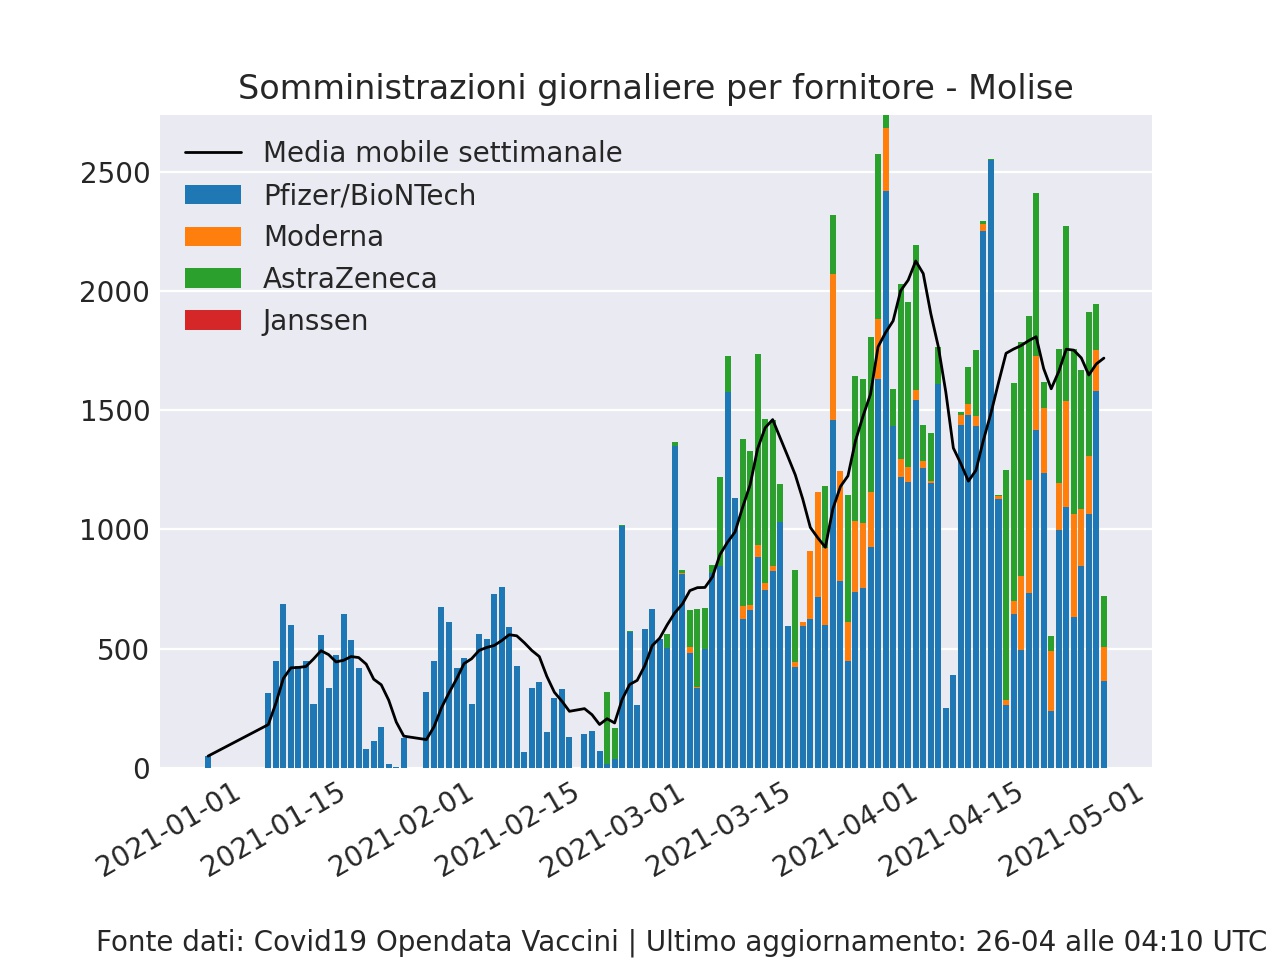 Somministrazioni giornaliere per fornitore - Molise
Media mobile settimanale
Pfizer/BioNTech
Moderna
AstraZeneca
Janssen
2500
2000
1500
1000
500
0
2021-01-01
2021-01-15
2021-02-01
2021-02-15
2021-03-01
2021-03-15
2021-04-01
2021-04-15
2021-05-01
Fonte dati: Covid19 Opendata Vaccini | Ultimo aggiornamento: 26-04 alle 04:10 UTC